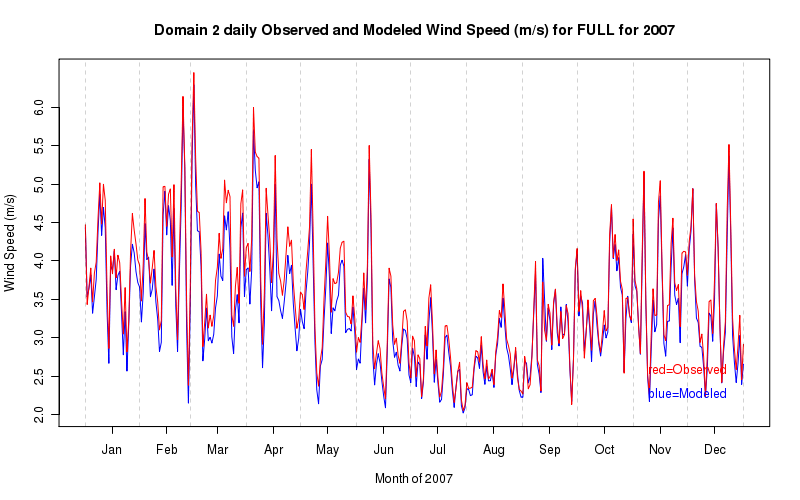 Domain 2 daily Observed and Modeled Wind Speed (m/s) for FULL for 2007
Wind Speed (m/s)
6.0
5.5
5.0
4.5
4.0
3.5
3.0
2.5
2.0
red=Observed
blue=Modeled
Jan Feb Mar Apr May Jun Jul Aug Sep Oct Nov Dec
Month of 2007